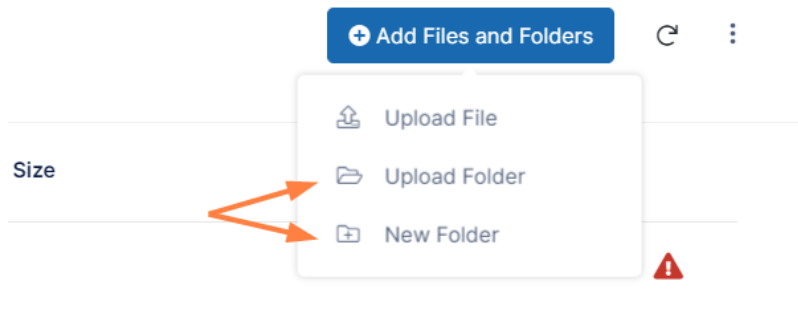 Add Files and Folders
Upload File
Size
Upload Folder
New Folder